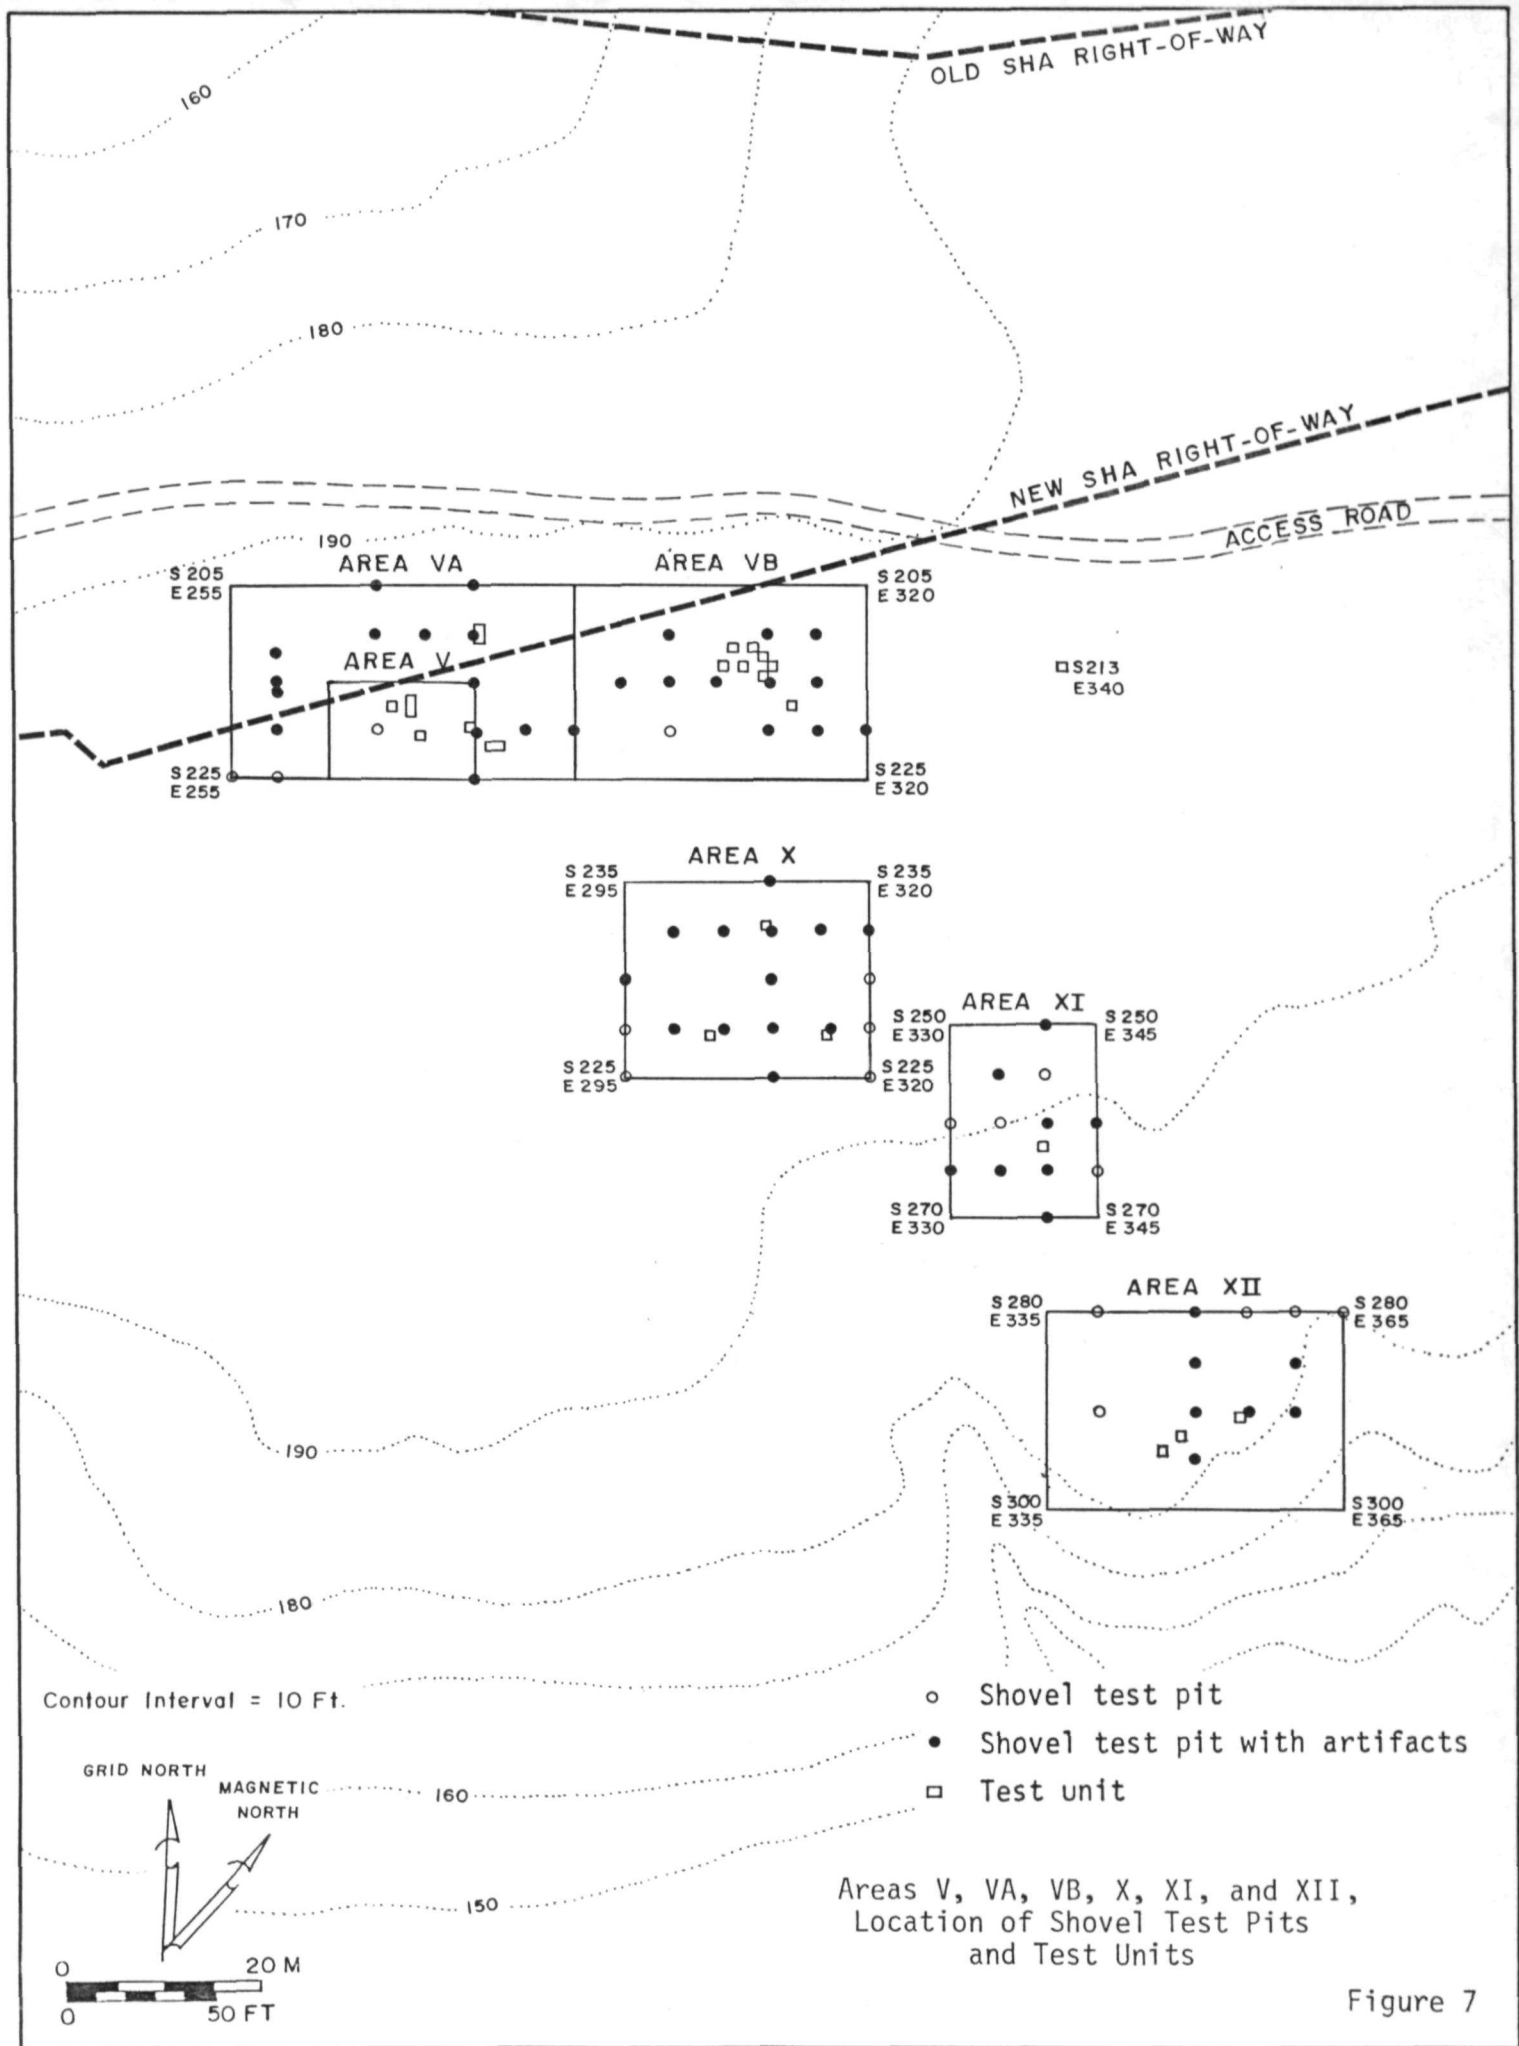 OLD SHA RIGHT-OF-WAY
160
170
180
NEW SHA RIGHT-OF-WAY
ACCESS ROAD
190
AREA VA
AREA VB
S 205
E 255
S 205
E 320
AREA V
S213
E340
S 225
E 255
S 225
E 320
AREA X
S 235
E 295
S 235
E 320
AREA XI
S 250
E 330
S 250
E 345
S 225
E 295
S 225
E 320
S 270
E 330
S 270
E 345
AREA XII
S 280
E 335
S 280
E 365
190
S 300
E 335
S 300
E 365
180
Contour Interval = 10 Ft.
Shovel test pit
Shovel test pit with artifacts
Test unit
GRID NORTH
MAGNETIC
NORTH
160
150
0 20 M
0 50 FT
Areas V, VA, VB, X, XI, and XII,
Location of Shovel Test Pits
and Test Units
Figure 7